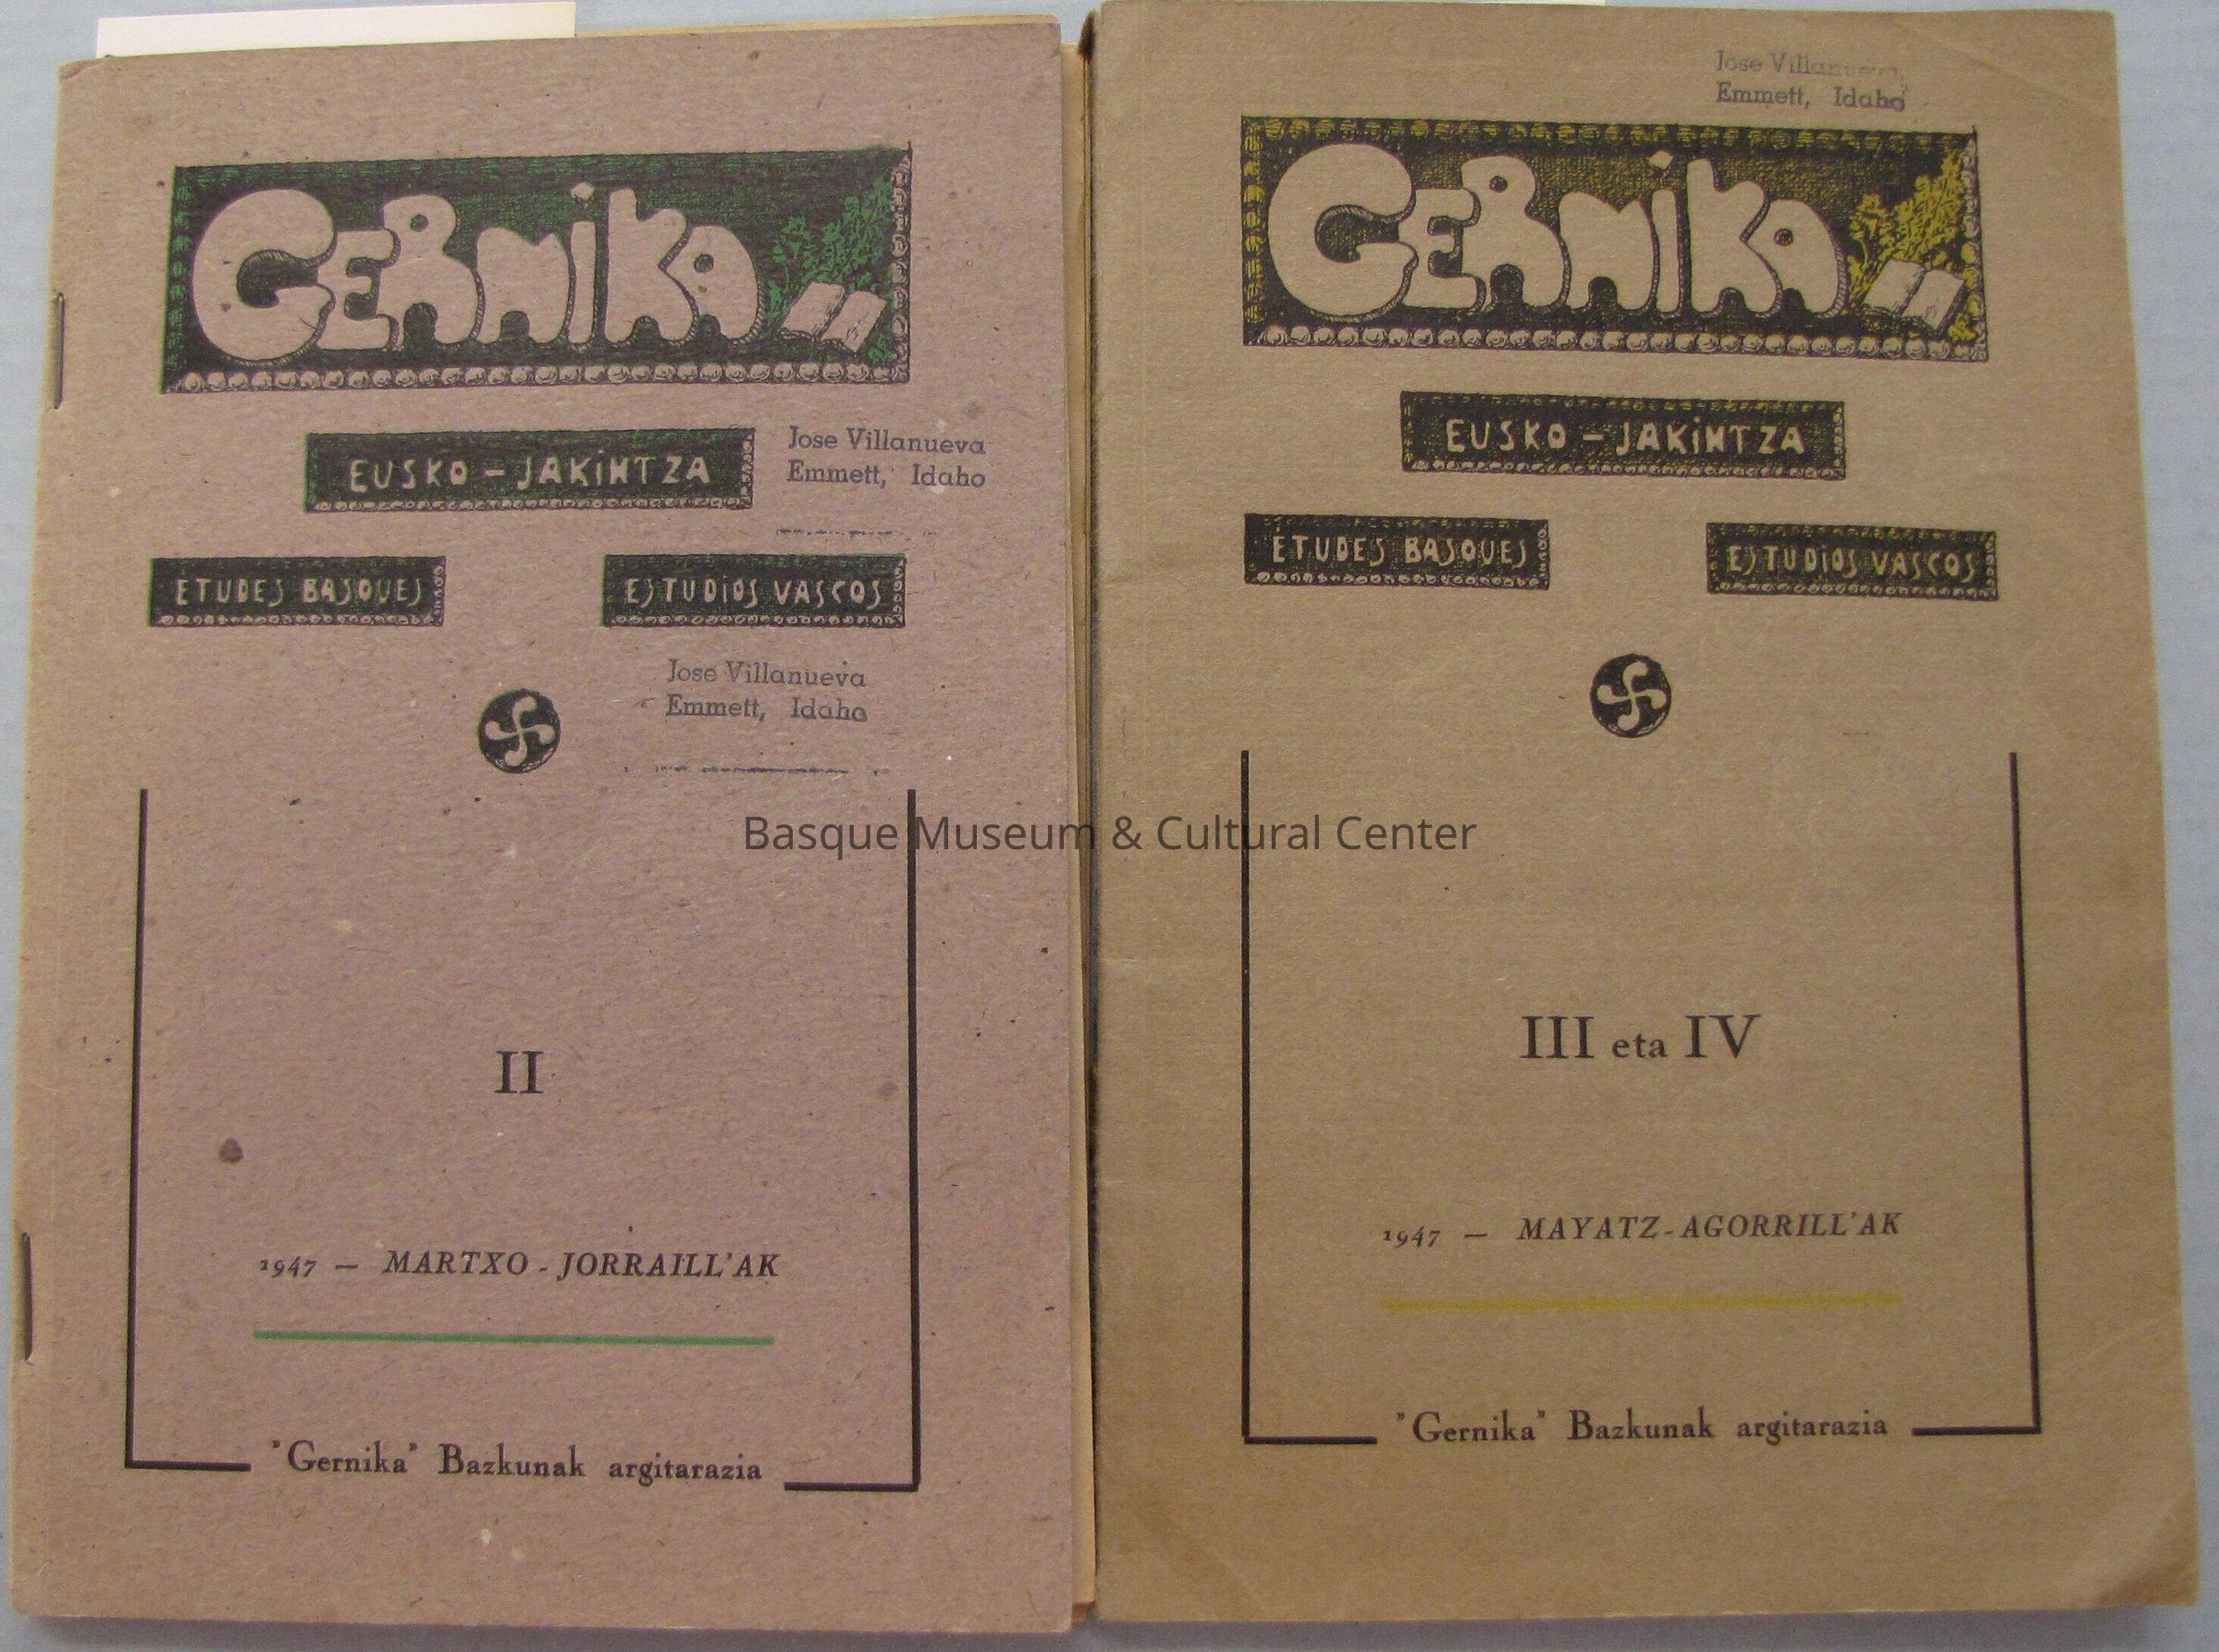 GERNIKA
EUSKO - JAKINTZA
Jose Villanueva
Emmett, Idaho
ÉTUDES BASQUES
ESTUDIOS VASCOS
Jose Villanueva
Emmett, Idaho
II
1947 — MARTXO - JORRAILL'AK
"Gernika" Bazkunak argitarazia
Jose Villanueva
Emmett, Idaho
GERNIKA
EUSKO - JAKINTZA
ÉTUDES BASQUES
ESTUDIOS VASCOS
III eta IV
1947 — MAYATZ - AGORRILL'AK
"Gernika" Bazkunak argitarazia
Basque Museum & Cultural Center